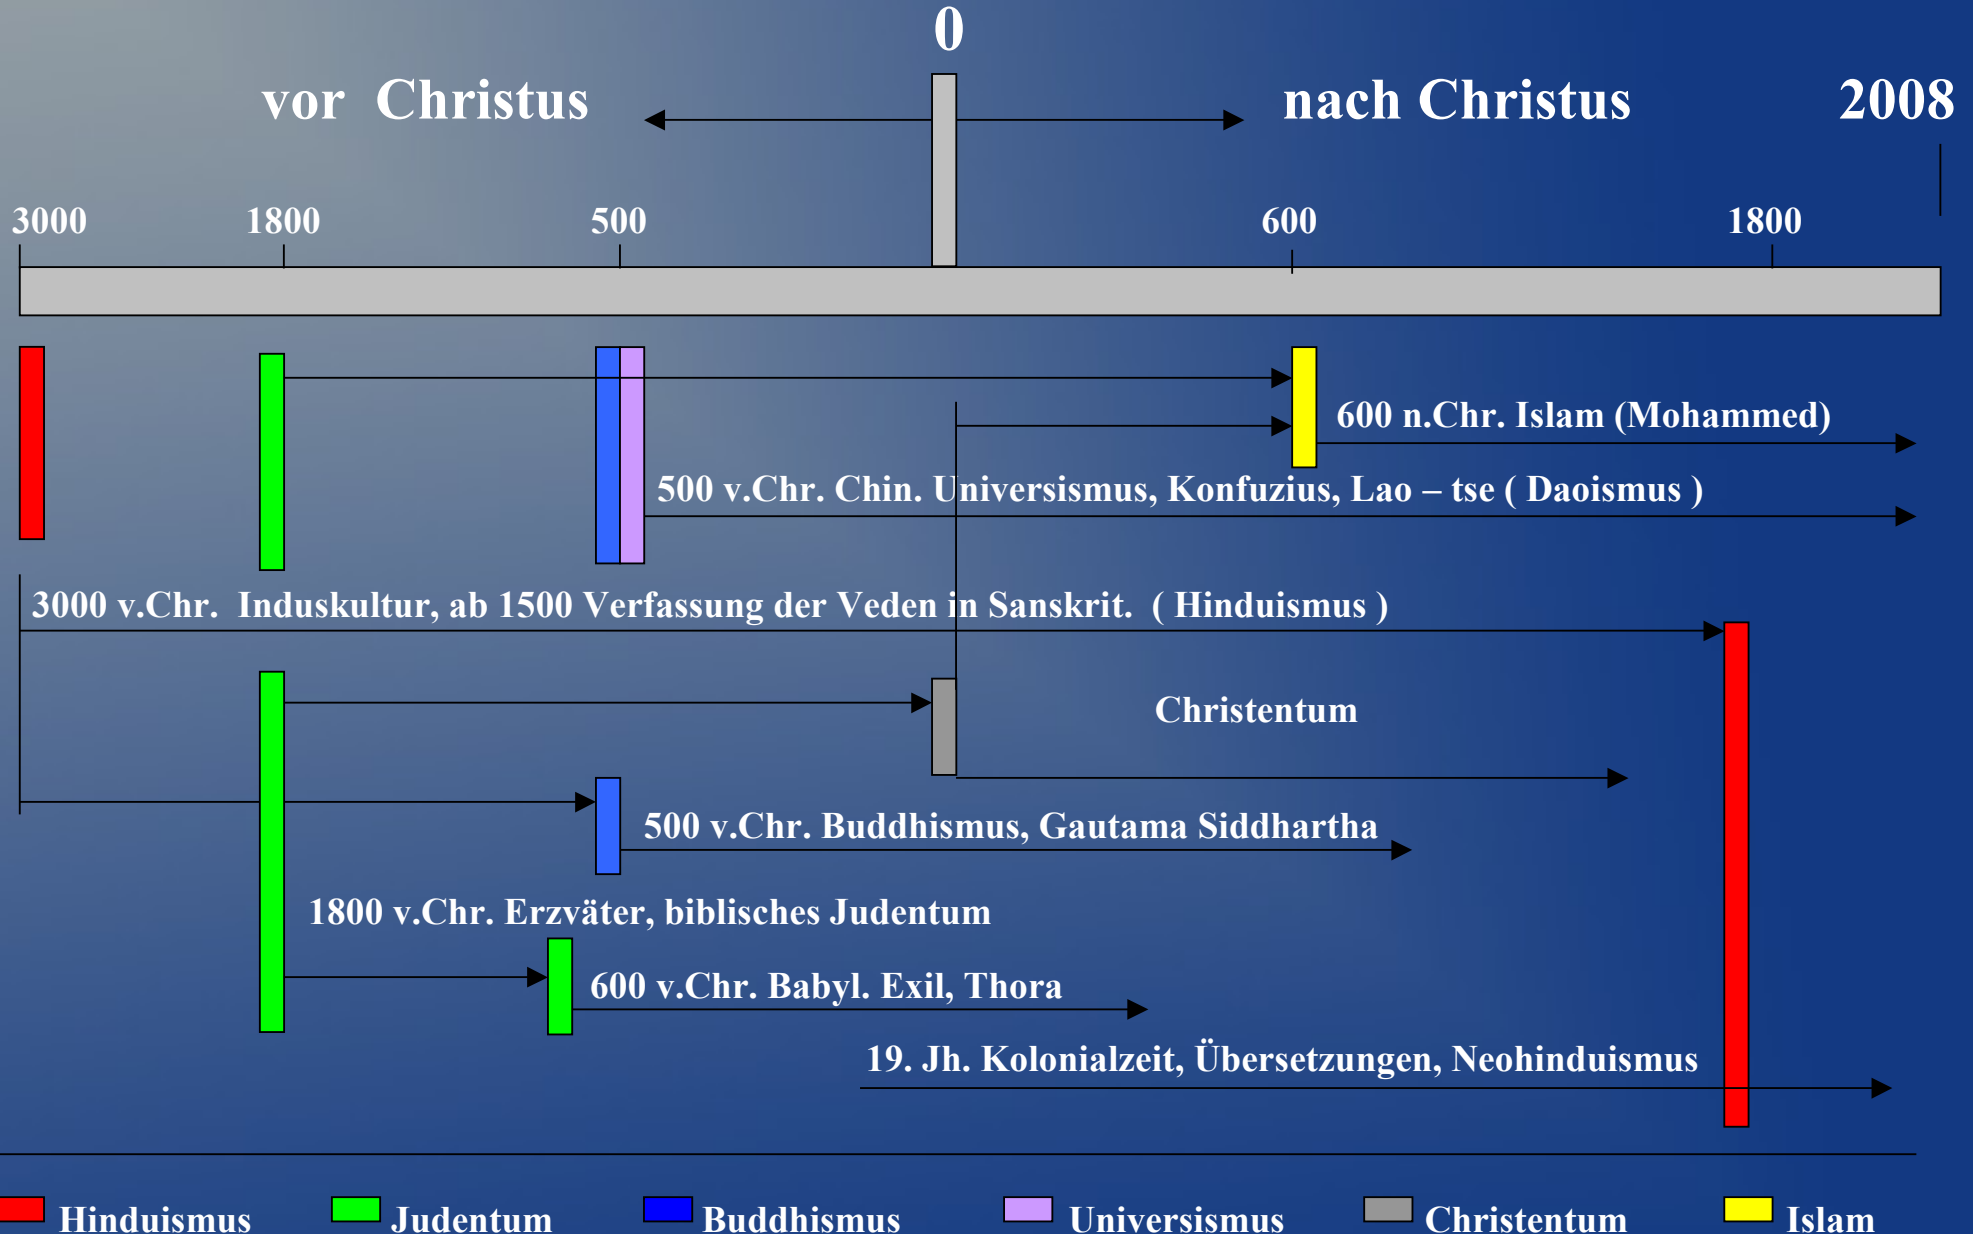 0
vor Christus
nach Christus
2008
3000
1800
500
600
1800
600 n.Chr. Islam (Mohammed)
500 v.Chr. Chin. Universismus, Konfuzius, Lao – tse ( Daoismus )
3000 v.Chr. Induskultur, ab 1500 Verfassung der Veden in Sanskrit. ( Hinduismus )
Christentum
500 v.Chr. Buddhismus, Gautama Siddhartha
1800 v.Chr. Erzväter, biblisches Judentum
600 v.Chr. Babyl. Exil, Thora
19. Jh. Kolonialzeit, Übersetzungen, Neohinduismus
Hinduismus
Judentum
Buddhismus
Universismus
Christentum
Islam